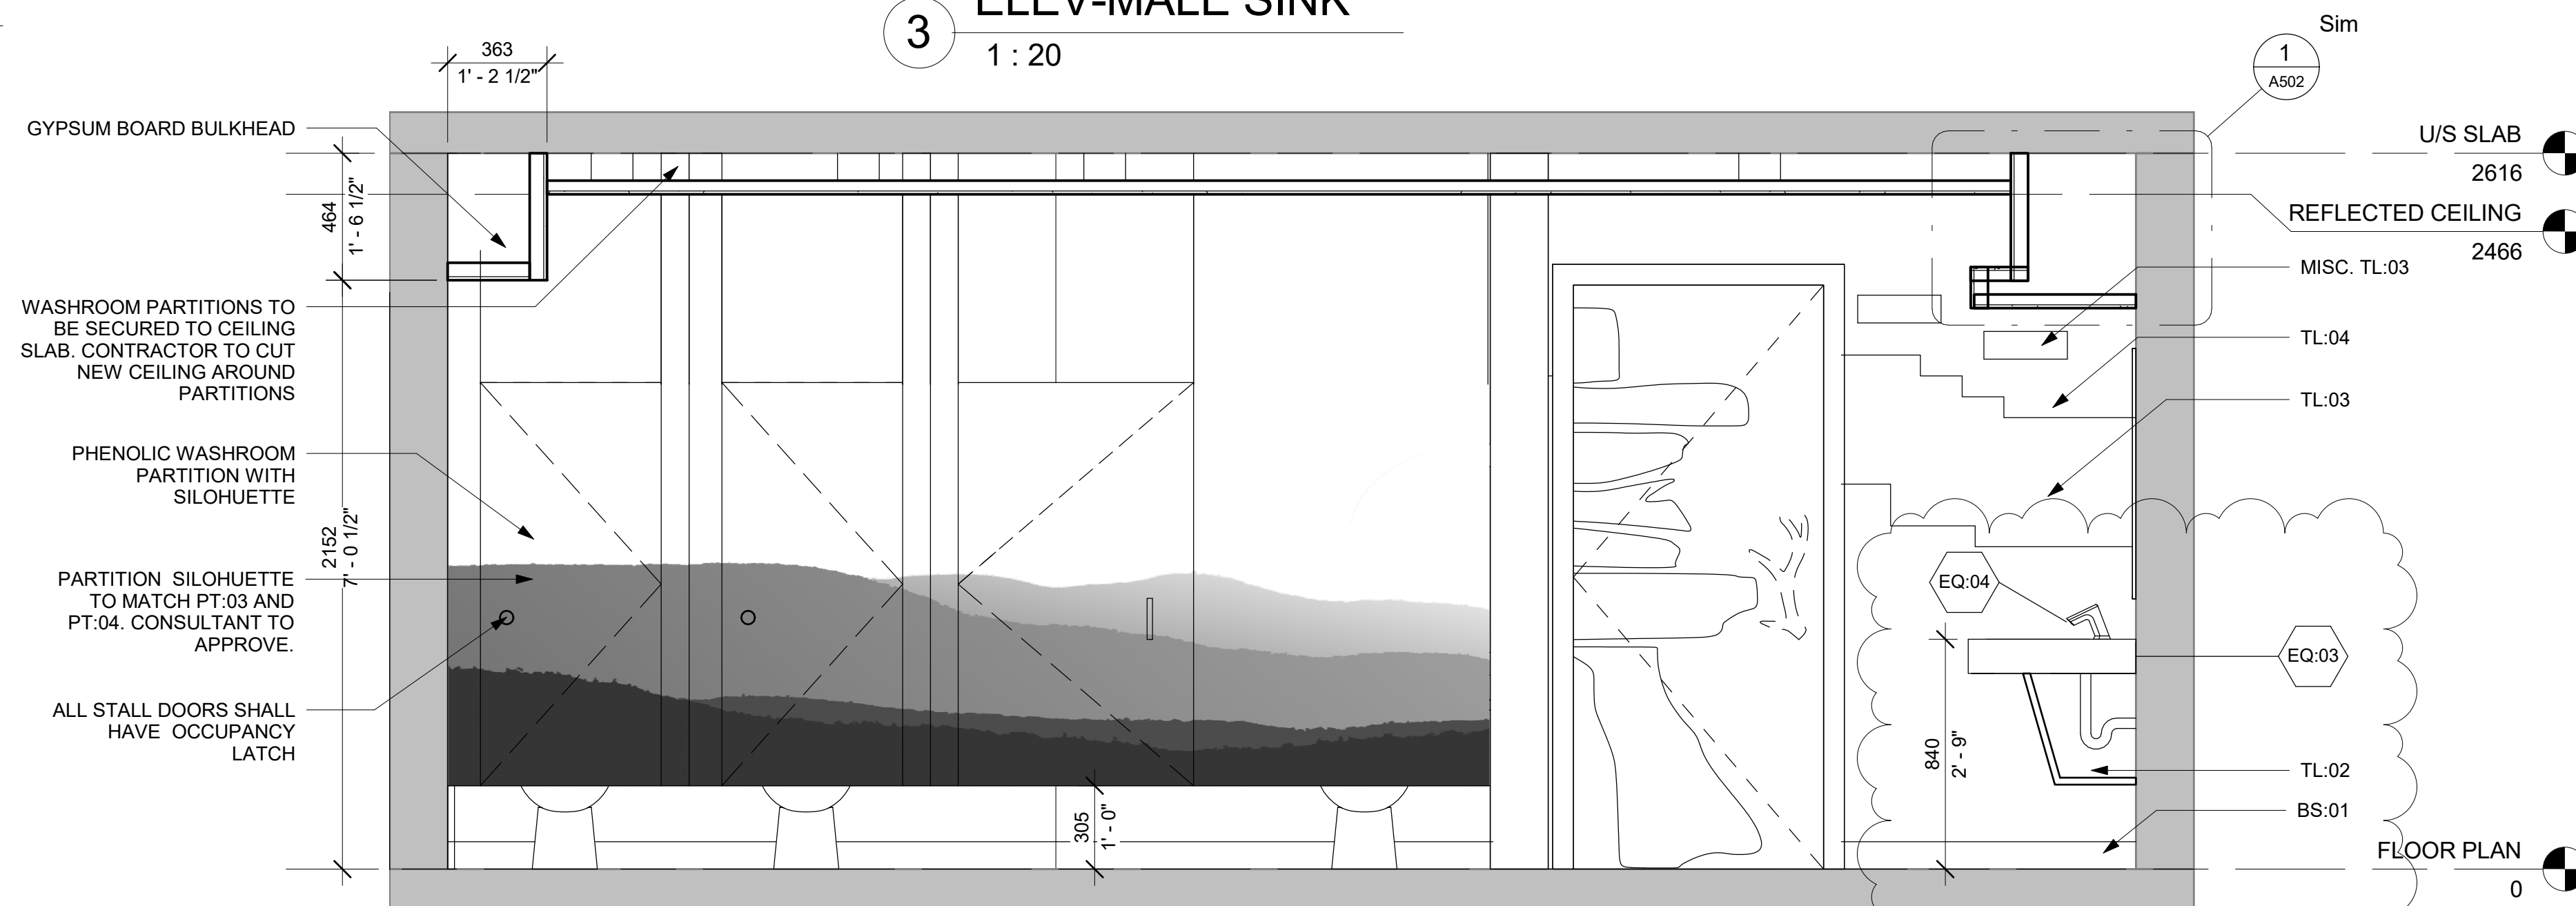 ELEV-MALE SINK
3
1 : 20
Sim
1
A502
363
1' - 2 1/2"
GYPSUM BOARD BULKHEAD
464
1' - 6 1/2"
WASHROOM PARTITIONS TO
BE SECURED TO CEILING
SLAB. CONTRACTOR TO CUT
NEW CEILING AROUND
PARTITIONS
PHENOLIC WASHROOM
PARTITION WITH
SILOHUETTE
2152
7' - 0 1/2"
PARTITION SILOHUETTE
TO MATCH PT:03 AND
PT:04. CONSULTANT TO
APPROVE.
ALL STALL DOORS SHALL
HAVE OCCUPANCY
LATCH
305
1' - 0"
U/S SLAB
2616
REFLECTED CEILING
2466
MISC. TL:03
TL:04
TL:03
EQ:04
EQ:03
840
2' - 9"
TL:02
BS:01
FLOOR PLAN
0